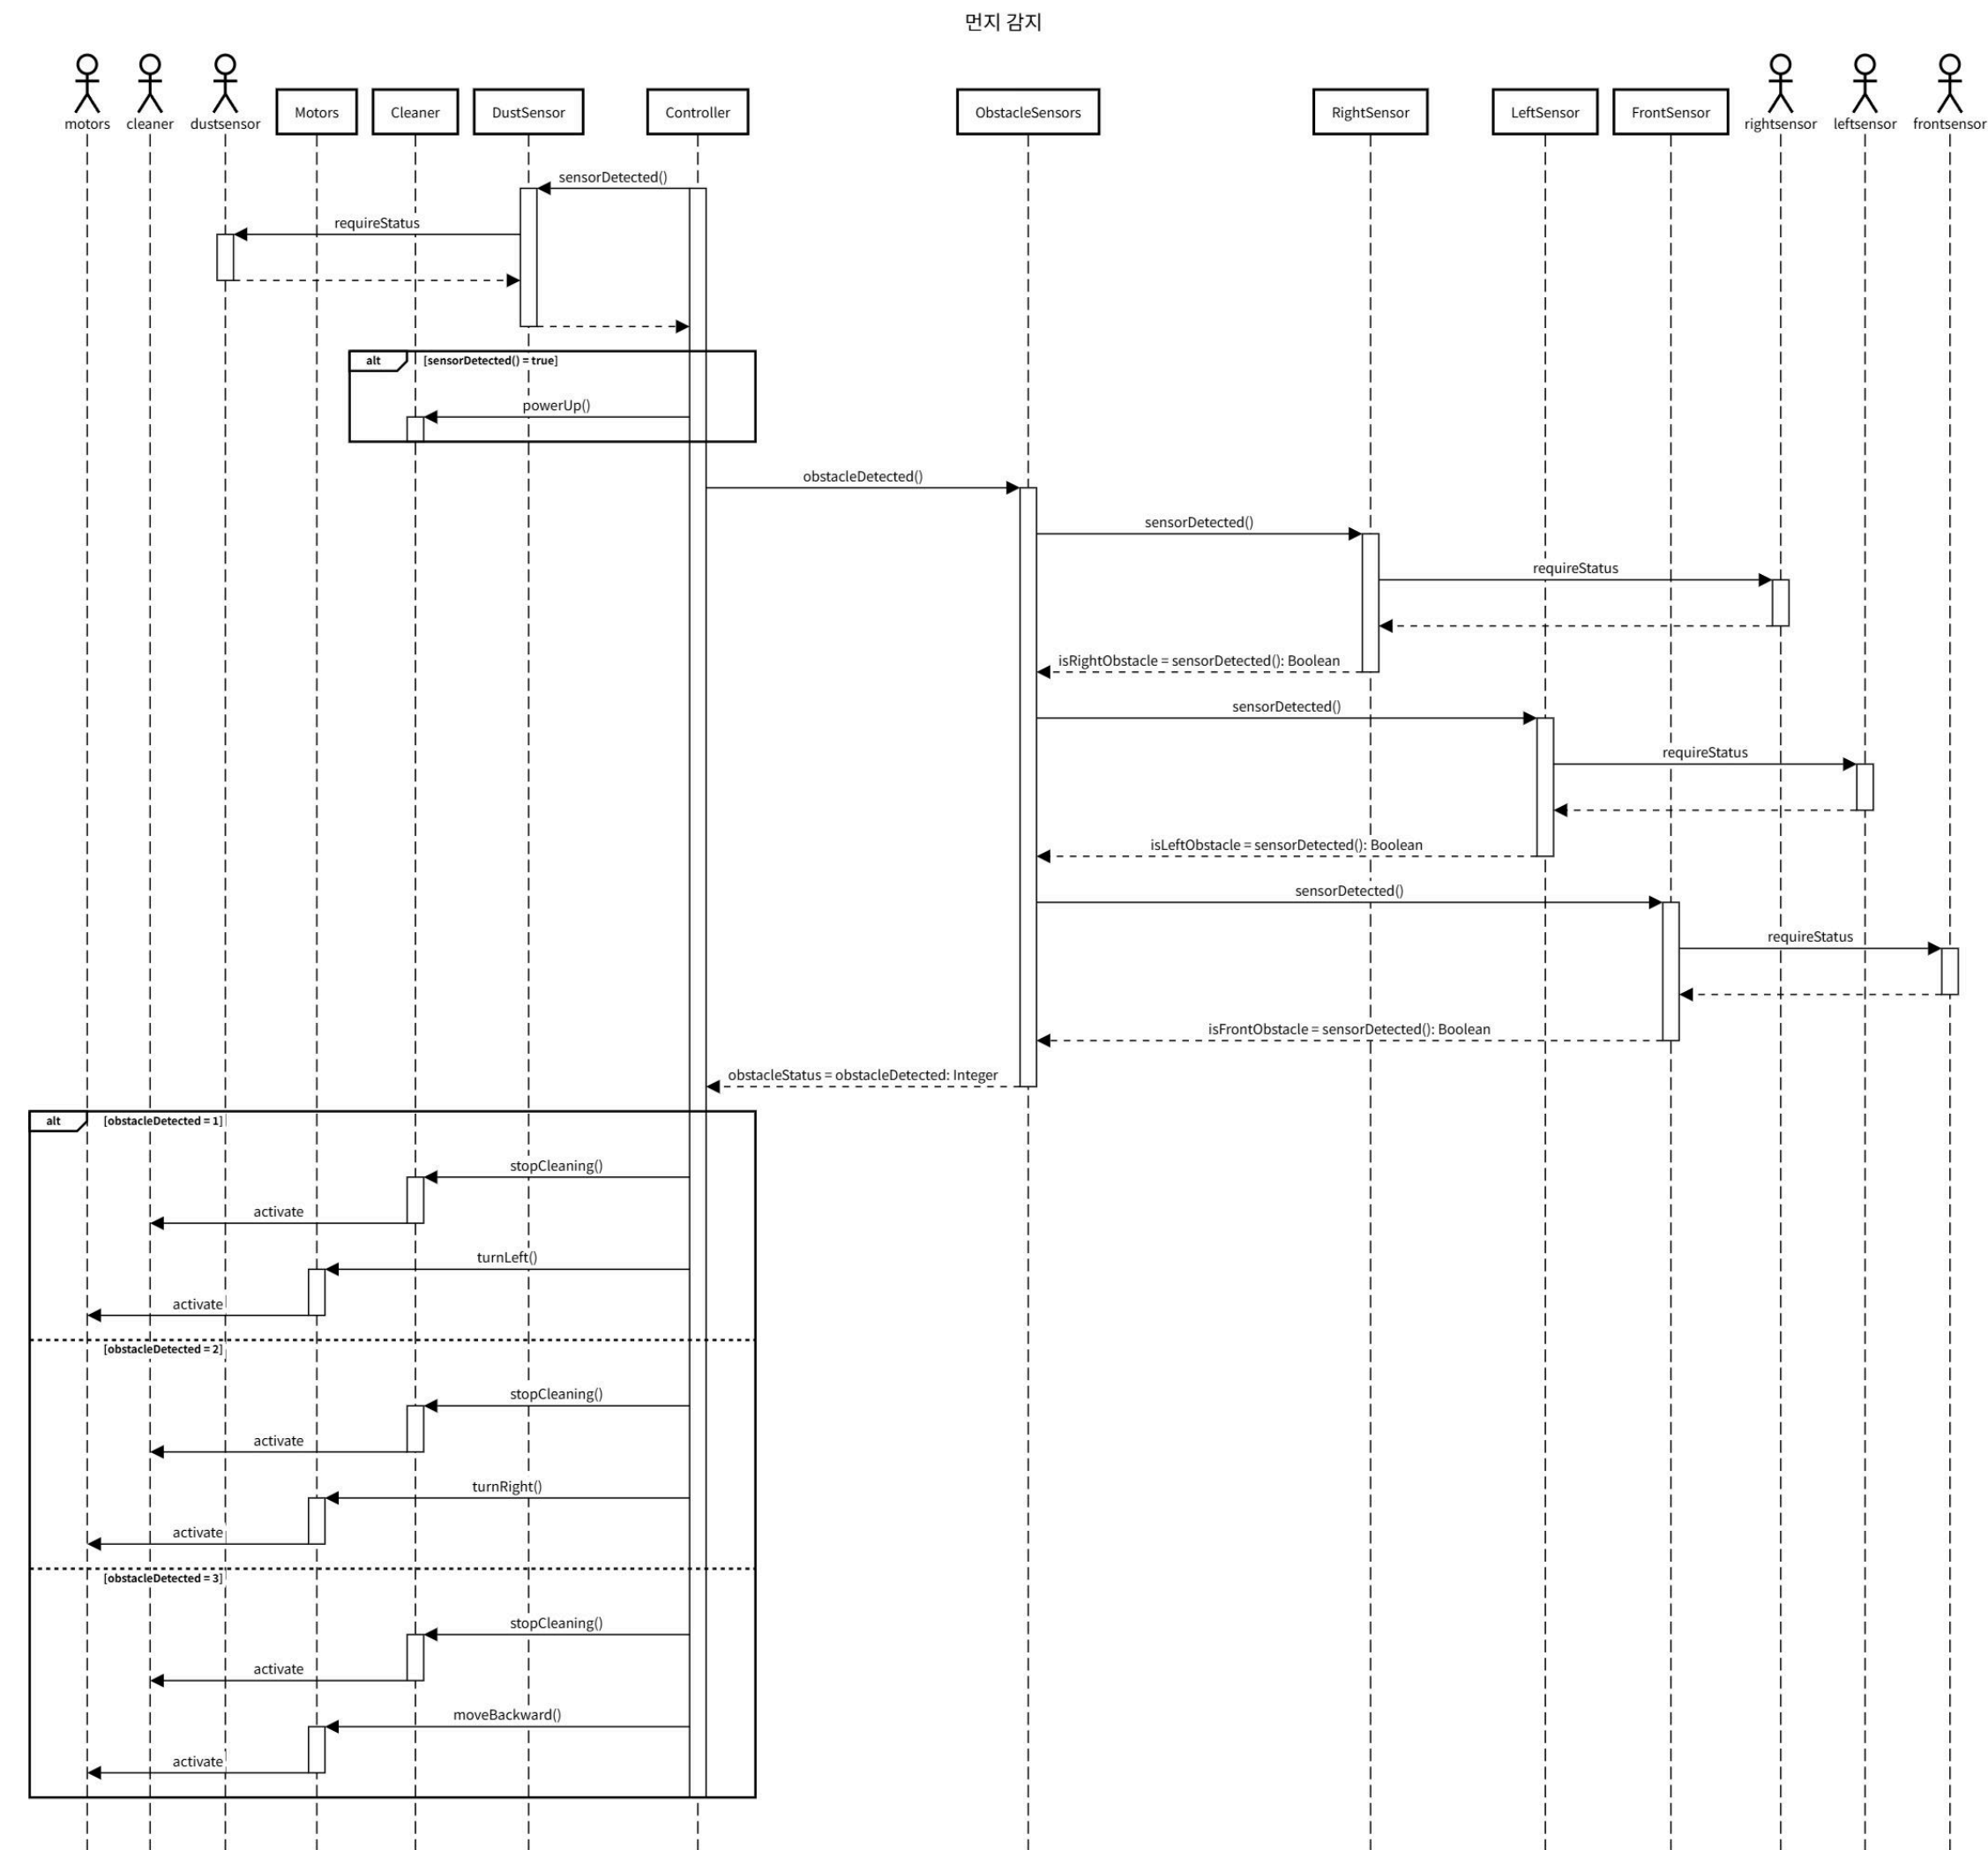 먼지 감지
motors
cleaner
dustsensor
Motors
Cleaner
DustSensor
Controller
ObstacleSensors
RightSensor
LeftSensor
FrontSensor
rightsensor
leftsensor
frontsensor
sensorDetected()
requireStatus
alt
[sensorDetected() = true]
powerUp()
obstacleDetected()
sensorDetected()
requireStatus
isRightObstacle = sensorDetected(): Boolean
sensorDetected()
requireStatus
isLeftObstacle = sensorDetected(): Boolean
sensorDetected()
requireStatus
isFrontObstacle = sensorDetected(): Boolean
obstacleStatus = obstacleDetected: Integer
alt
[obstacleDetected = 1]
stopCleaning()
activate
turnLeft()
activate
[obstacleDetected = 2]
stopCleaning()
activate
turnRight()
activate
[obstacleDetected = 3]
stopCleaning()
activate
moveBackward()
activate